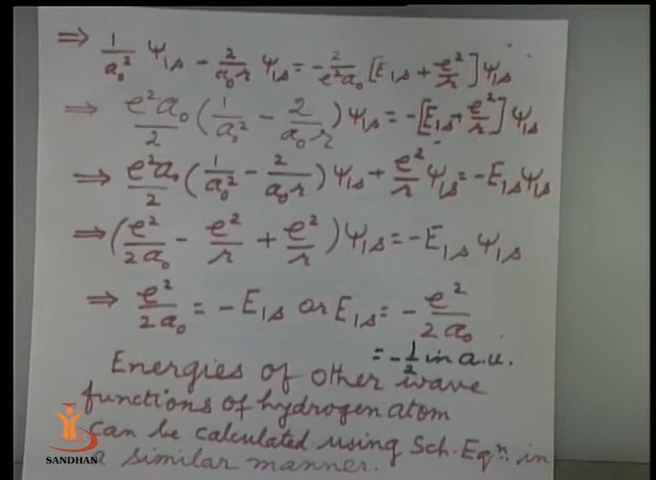 ⇒ 1/a₀² Ψ₁ₛ - 2/a₀r Ψ₁ₛ = -2/e²a₀ [E₁ₛ + e²/r] Ψ₁ₛ
⇒ e²a₀/2 (1/a₀² - 2/a₀r) Ψ₁ₛ = -[E₁ₛ + e²/r] Ψ₁ₛ
⇒ e²a₀/2 (1/a₀² - 2/a₀r) Ψ₁ₛ + e²/r Ψ₁ₛ = -E₁ₛΨ₁ₛ
⇒ (e²/2a₀ - e²/r + e²/r) Ψ₁ₛ = -E₁ₛ Ψ₁ₛ
⇒ e²/2a₀ = -E₁ₛ or E₁ₛ = - e²/2a₀
= -1/2 in a.u.
Energies of other wave
functions of hydrogen atom
can be calculated using Sch. Eqⁿ. in
a similar manner.
SANDHAN